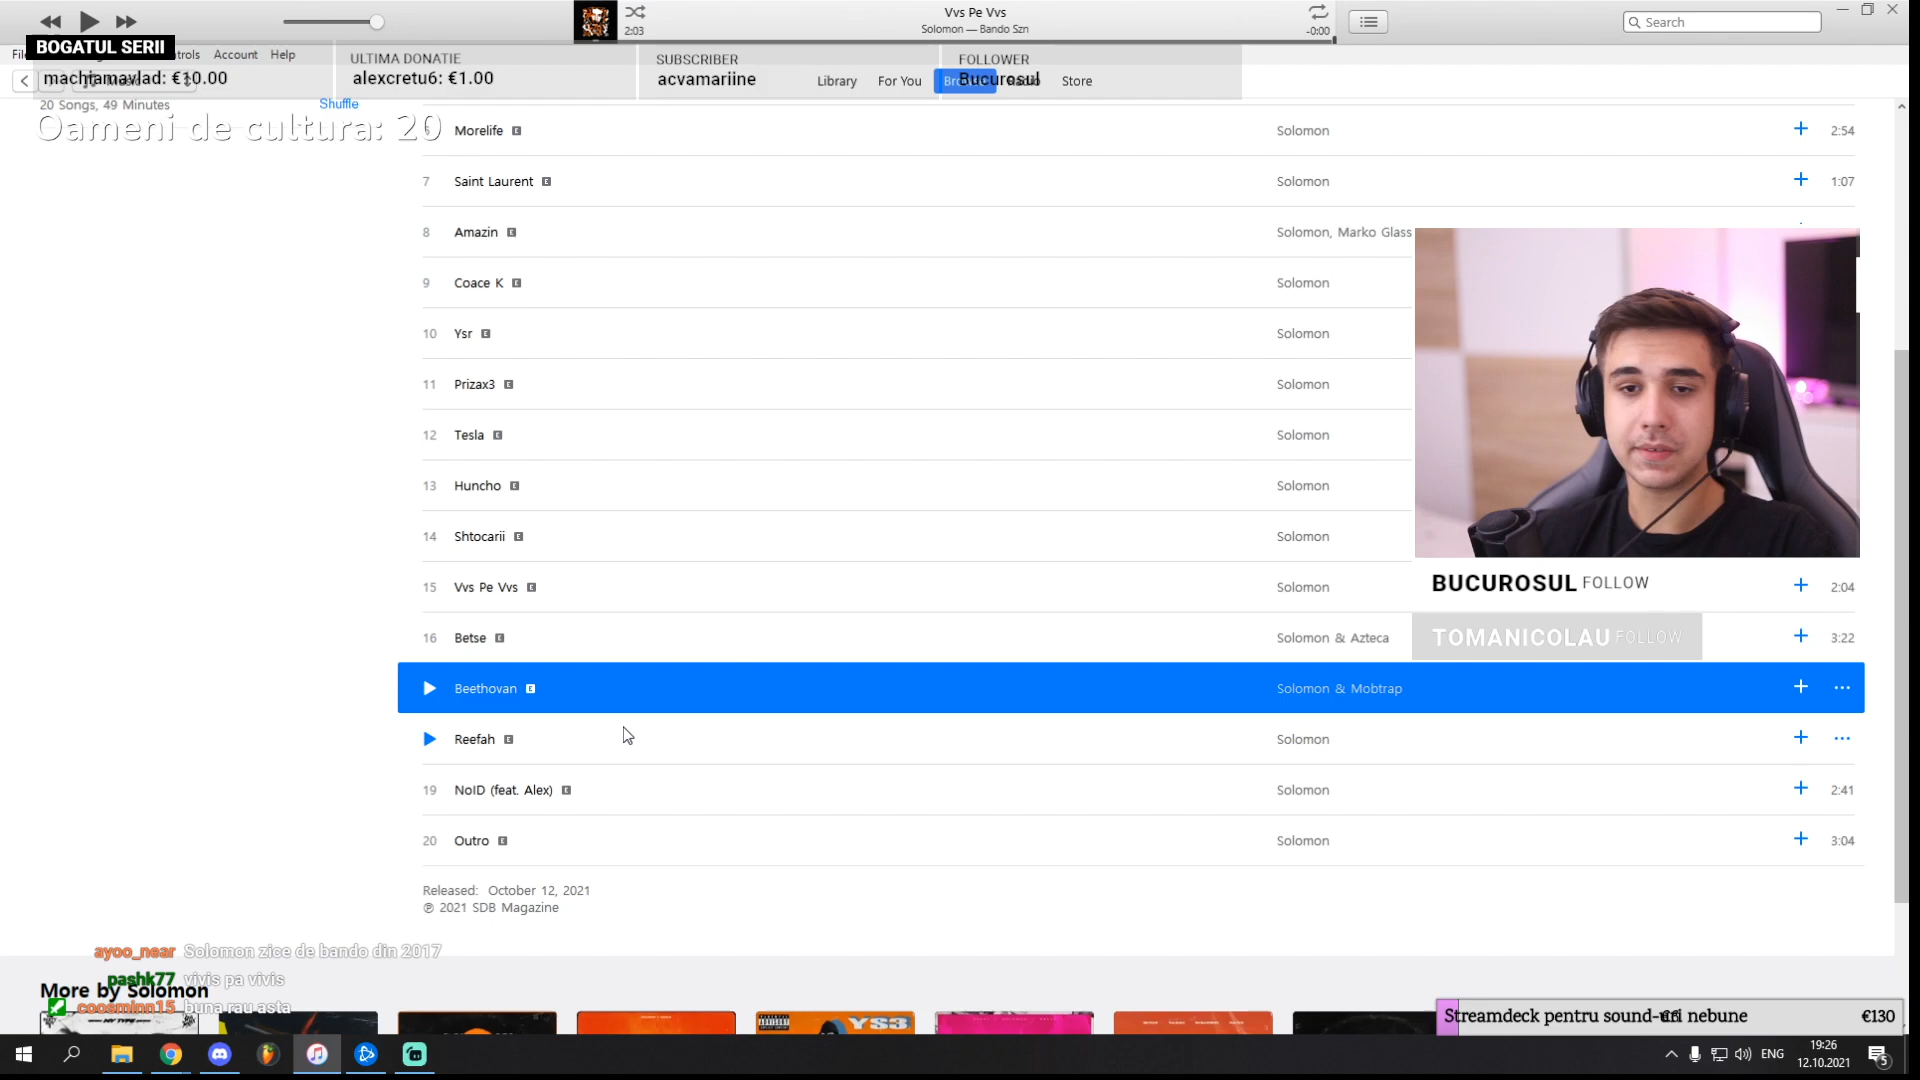 Vvs Pe Vvs
Solomon — Bando Szn
2:03
-0:00
Search
BOGATUL SERII
Account
Help
machiamavlad: €10.00
ULTIMA DONATIE
alexcretu6: €1.00
SUBSCRIBER
acvamariine
FOLLOWER
Bucurosul
Library
For You
Store
20 Songs, 49 Minutes
Shuffle
Oameni de cultura: 20
Morelife E Solomon 2:54
7 Saint Laurent E Solomon 1:07
8 Amazin E Solomon, Marko Glass
9 Coace K E Solomon
10 Ysr E Solomon
11 Prizax3 E Solomon
12 Tesla E Solomon
13 Huncho E Solomon
14 Shtocarii E Solomon
15 Vvs Pe Vvs E Solomon 2:04
BUCUROSUL FOLLOW
16 Betse E Solomon & Azteca 3:22
TOMANICOLAU FOLLOW
Beethovan E Solomon & Mobtrap
Reefah E Solomon
19 NoID (feat. Alex) E Solomon 2:41
20 Outro E Solomon 3:04
Released: October 12, 2021
℗ 2021 SDB Magazine
ayoo_near Solomon zice de bando din 2017
pashk77 vivis pa vivis
More by Solomon
coosminn15 buna rau asta
YS3
Streamdeck pentru sound-uri nebune
€130
ENG
19:26
12.10.2021
5